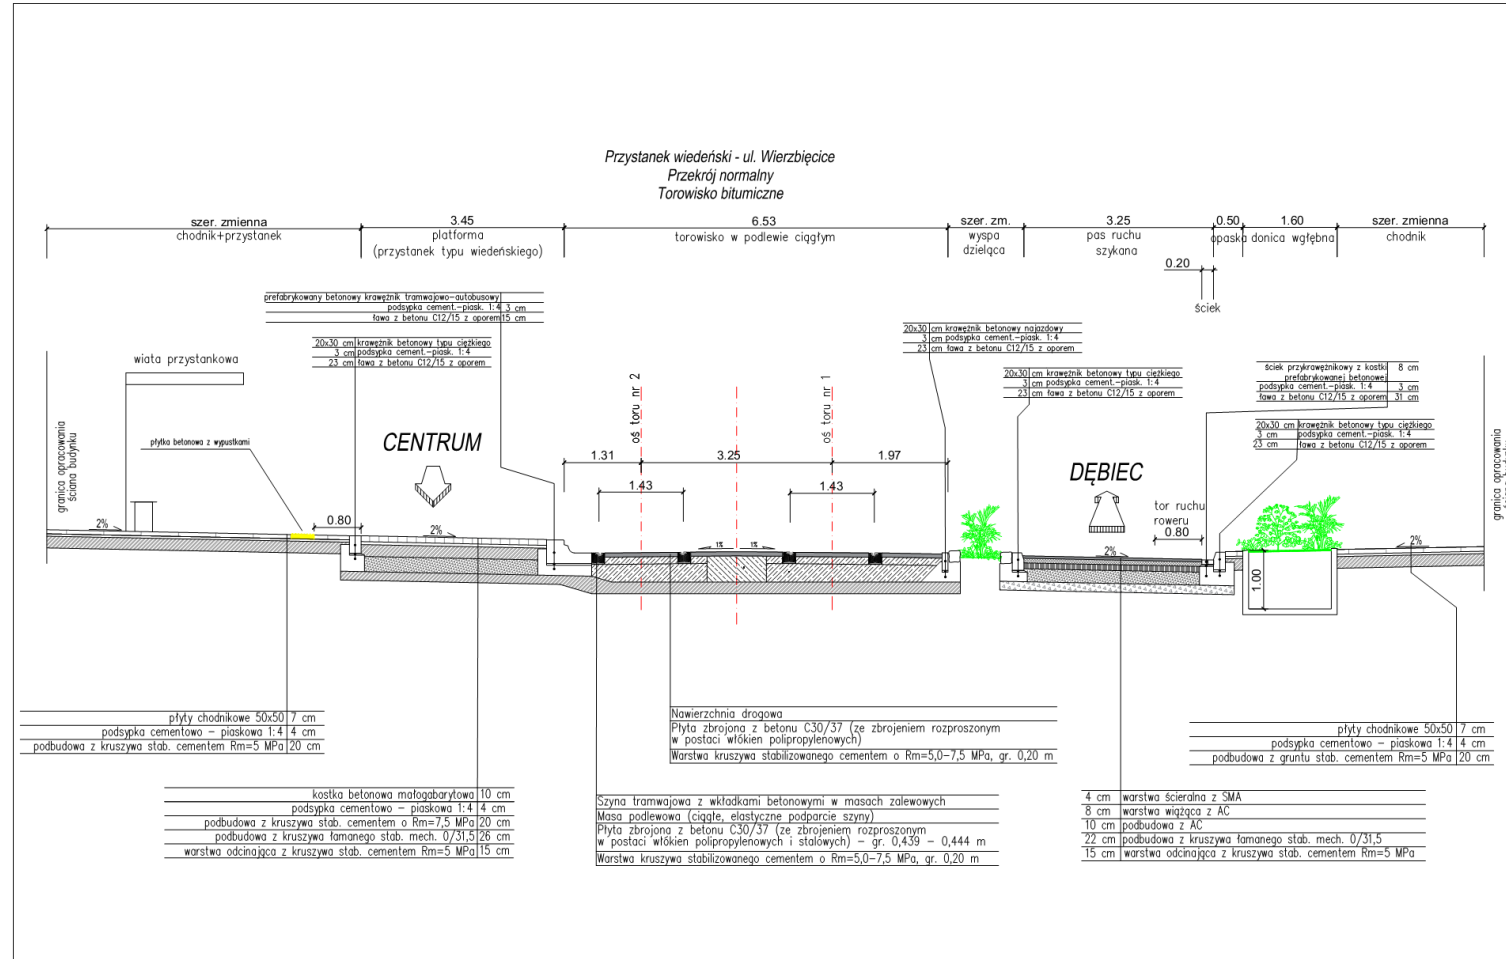 Przystanek wiedeński - ul. Wierzbięcice
Przekrój normalny
Torowisko bitumiczne
szer. zmienna
chodnik+przystanek
3.45
platforma
(przystanek typu wiedeńskiego)
6.53
torowisko w podlewie ciągłym
szer. zm.
wyspa
dzieląca
3.25
pas ruchu
szykana
0.50
opaska
1.60
donica wgłębna
szer. zmienna
chodnik
0.20
ściek
prefabrykowany betonowy krawężnik tramwajowo-autobusowy
podsypka cement.-piask. 1:4 3 cm
ława z betonu C12/15 z oporem 15 cm
20x30 cm krawężnik betonowy typu ciężkiego
3 cm podsypka cement.-piask. 1:4
23 cm ława z betonu C12/15 z oporem
20x30 cm krawężnik betonowy najazdowy
3 cm podsypka cement.-piask. 1:4
23 cm ława z betonu C12/15 z oporem
20x30 cm krawężnik betonowy typu ciężkiego
3 cm podsypka cement.-piask. 1:4
23 cm ława z betonu C12/15 z oporem
ściek przykrawężnikowy z kostki 8 cm
prefabrykowanej betonowej
podsypka cement.-piask. 1:4 3 cm
ława z betonu C12/15 z oporem 31 cm
20x30 cm krawężnik betonowy typu ciężkiego
3 cm podsypka cement.-piask. 1:4
23 cm ława z betonu C12/15 z oporem
wiata przystankowa
granica opracowania
ściana budynku
płytka betonowa z wypustkami
CENTRUM
oś toru nr 2
oś toru nr 1
1.31
3.25
1.97
1.43
1.43
DĘBIEC
tor ruchu
roweru
0.80
granica opracowania
2%
0.80
2%
1%
1%
2%
2%
1.00
płyty chodnikowe 50x50 7 cm
podsypka cementowo - piaskowa 1:4 4 cm
podbudowa z kruszywa stab. cementem Rm=5 MPa 20 cm
kostka betonowa małogabarytowa 10 cm
podsypka cementowo - piaskowa 1:4 4 cm
podbudowa z kruszywa stab. cementem o Rm=7,5 MPa 20 cm
podbudowa z kruszywa łamanego stab. mech. 0/31,5 26 cm
warstwa odcinająca z kruszywa stab. cementem Rm=5 MPa 15 cm
Nawierzchnia drogowa
Płyta zbrojona z betonu C30/37 (ze zbrojeniem rozproszonym
w postaci włókien polipropylenowych)
Warstwa kruszywa stabilizowanego cementem o Rm=5,0-7,5 MPa, gr. 0,20 m
Szyna tramwajowa z wkładkami betonowymi w masach zalewowych
Masa podlewowa (ciągłe, elastyczne podparcie szyny)
Płyta zbrojona z betonu C30/37 (ze zbrojeniem rozproszonym
w postaci włókien polipropylenowych i stalowych) - gr. 0,439 - 0,444 m
Warstwa kruszywa stabilizowanego cementem o Rm=5,0-7,5 MPa, gr. 0,20 m
płyty chodnikowe 50x50 7 cm
podsypka cementowo - piaskowa 1:4 4 cm
podbudowa z gruntu stab. cementem Rm=5 MPa 20 cm
4 cm warstwa ścieralna z SMA
8 cm warstwa wiążąca z AC
10 cm podbudowa z AC
22 cm podbudowa z kruszywa łamanego stab. mech. 0/31,5
15 cm warstwa odcinająca z kruszywa stab. cementem Rm=5 MPa